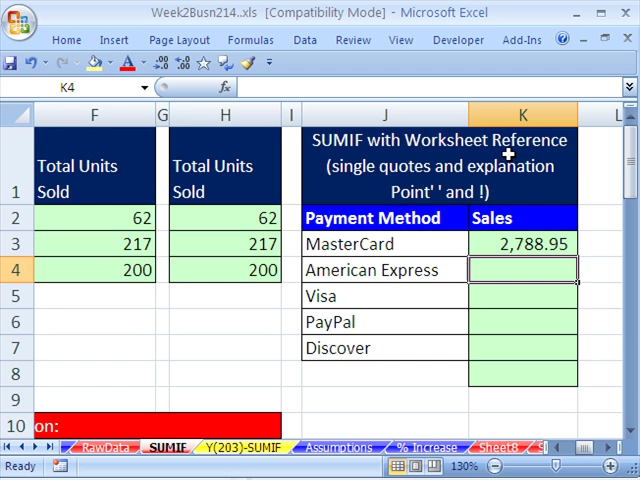 Week2Busn214..xls [Compatibility Mode] - Microsoft Excel
Home Insert Page Layout Formulas Data Review View Developer Add-Ins
K4 fx
F G H I J K L
1 Total Units Sold Total Units Sold SUMIF with Worksheet Reference (single quotes and explanation Point' ' and !)
2 62 62 Payment Method Sales
3 217 217 MasterCard 2,788.95
4 200 200 American Express
5 Visa
6 PayPal
7 Discover
8
9
10 on:
RawData SUMIF Y(203)-SUMIF Assumptions % Increase Sheet8
Ready 130%